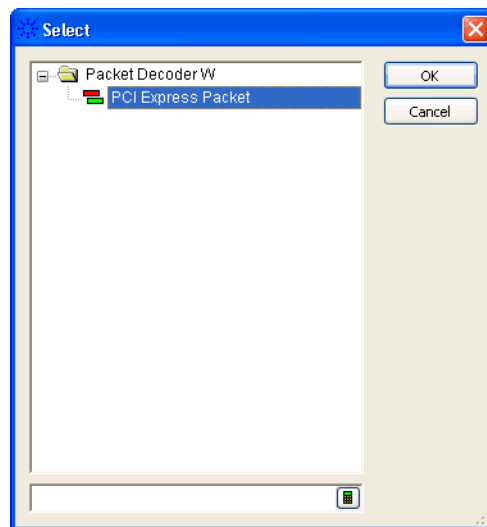 Select
Packet Decoder W
PCI Express Packet
OK
Cancel